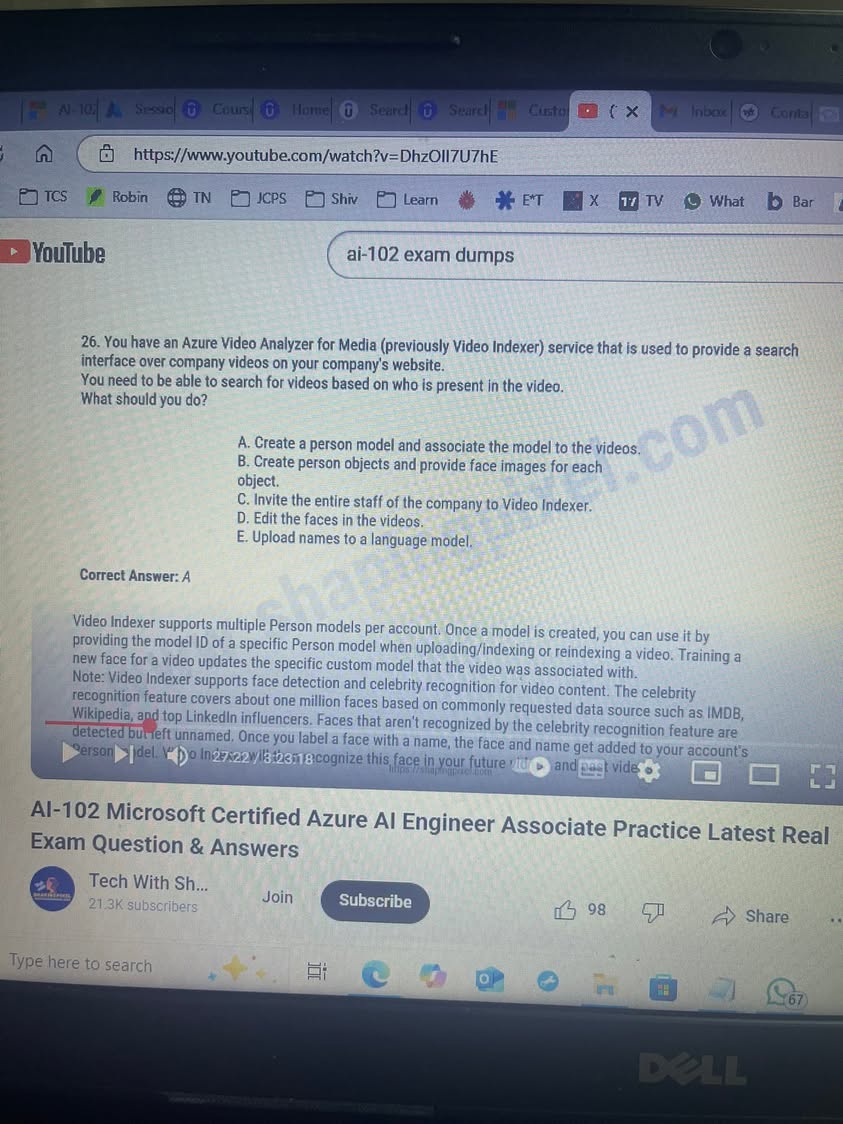 AI-102
Sessio
Cours
Home
Search
Search
Custo
(
Inbox
Conta
https://www.youtube.com/watch?v=DhzOIl7U7hE
TCS
Robin
TN
JCPS
Shiv
Learn
E*T
X
17 TV
What
b Bar
YouTube
ai-102 exam dumps
26. You have an Azure Video Analyzer for Media (previously Video Indexer) service that is used to provide a search
interface over company videos on your company's website.
You need to be able to search for videos based on who is present in the video.
What should you do?
A. Create a person model and associate the model to the videos.
B. Create person objects and provide face images for each
object.
C. Invite the entire staff of the company to Video Indexer.
D. Edit the faces in the videos.
E. Upload names to a language model.
shapingpixel.com
Correct Answer: A
Video Indexer supports multiple Person models per account. Once a model is created, you can use it by
providing the model ID of a specific Person model when uploading/indexing or reindexing a video. Training a
new face for a video updates the specific custom model that the video was associated with.
Note: Video Indexer supports face detection and celebrity recognition for video content. The celebrity
recognition feature covers about one million faces based on commonly requested data source such as IMDB,
Wikipedia, and top LinkedIn influencers. Faces that aren't recognized by the celebrity recognition feature are
detected but left unnamed. Once you label a face with a name, the face and name get added to your account's
Person recognize this face in your future and past
27:22 / 3:23:18
https://shapingpixel.com
AI-102 Microsoft Certified Azure AI Engineer Associate Practice Latest Real
Exam Question & Answers
Tech With Sh...
21.3K subscribers
Join
Subscribe
98
Share
Type here to search
67
DELL